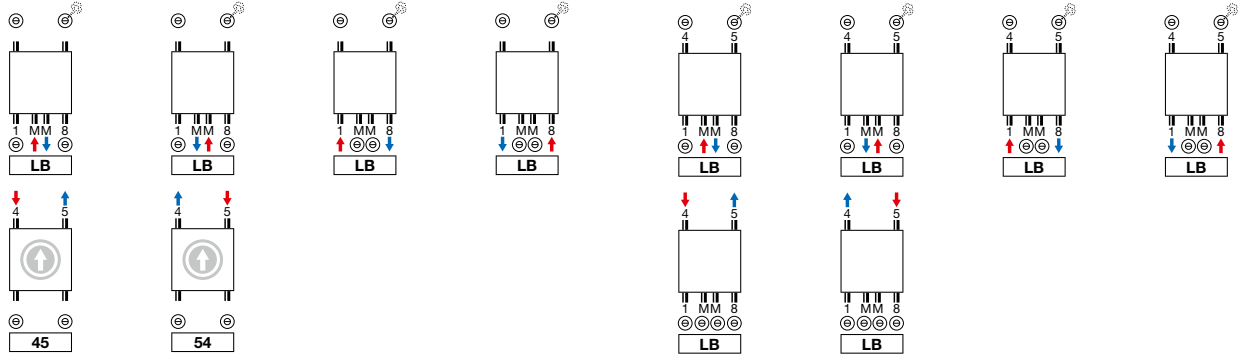 4 5 4 5 4 5 4 5
1 MM 8 1 MM 8 1 MM 8 1 MM 8 1 MM 8 1 MM 8 1 MM 8 1 MM 8
LB LB LB LB LB LB LB LB
4 5 4 5 4 5 4 5
1 MM 8 1 MM 8
45 54 LB LB